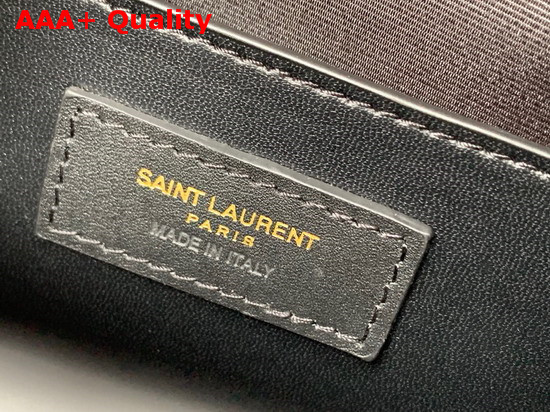 AAA+ Quality
SAINT LAURENT
PARIS
MADE IN ITALY